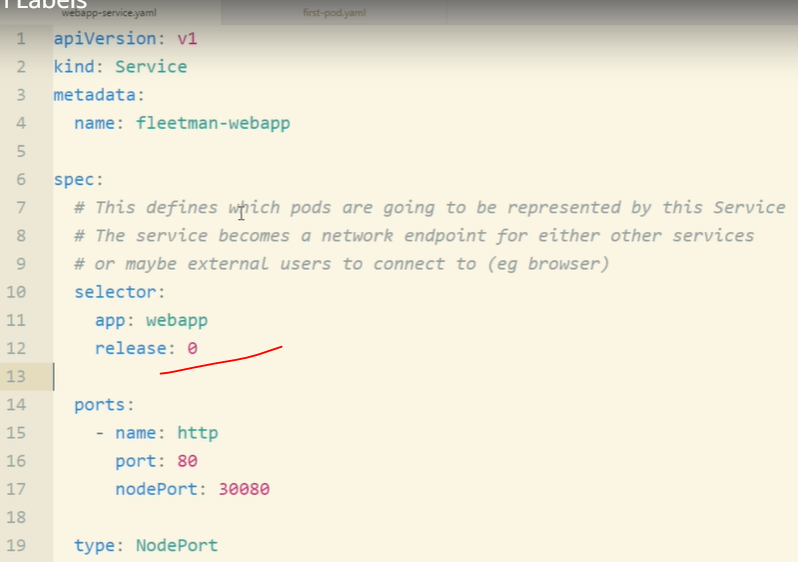 Labels
webapp-service.yaml first-pod.yaml
1 apiVersion: v1
2 kind: Service
3 metadata:
4 name: fleetman-webapp
5
6 spec:
7 # This defines which pods are going to be represented by this Service
8 # The service becomes a network endpoint for either other services
9 # or maybe external users to connect to (eg browser)
10 selector:
11 app: webapp
12 release: 0
13
14 ports:
15 - name: http
16 port: 80
17 nodePort: 30080
18
19 type: NodePort